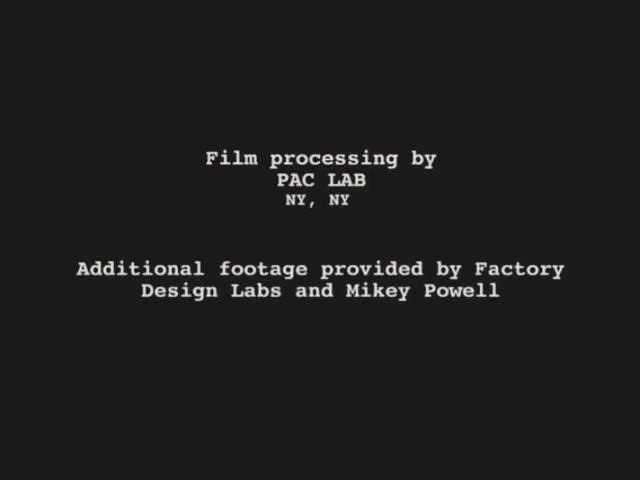 Film processing by
PAC LAB
NY, NY
Additional footage provided by Factory
Design Labs and Mikey Powell